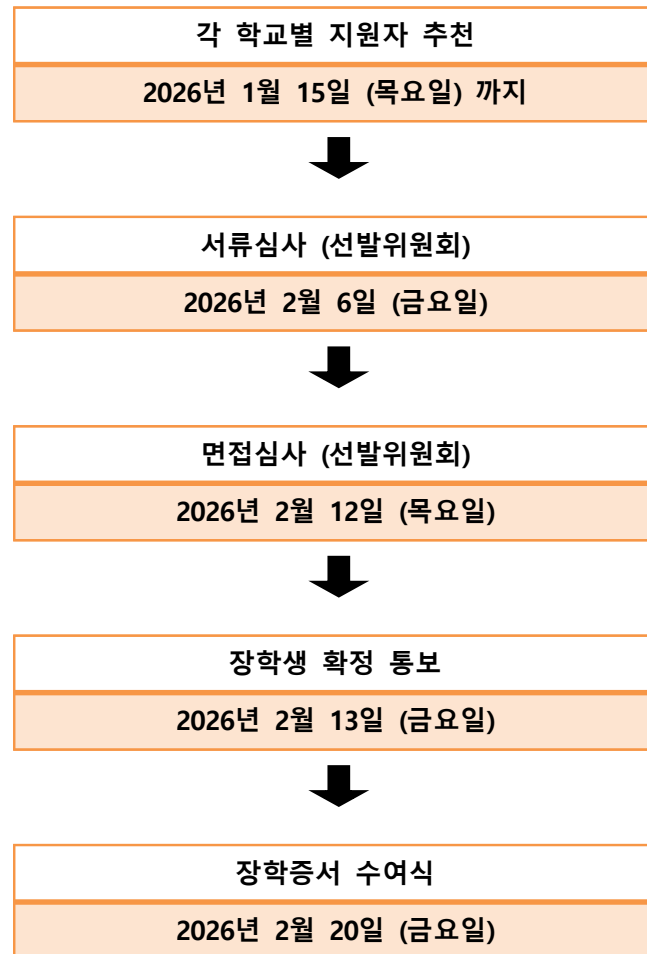 각 학교별 지원자 추천
2026년 1월 15일 (목요일) 까지
서류심사 (선발위원회)
2026년 2월 6일 (금요일)
면접심사 (선발위원회)
2026년 2월 12일 (목요일)
장학생 확정 통보
2026년 2월 13일 (금요일)
장학증서 수여식
2026년 2월 20일 (금요일)